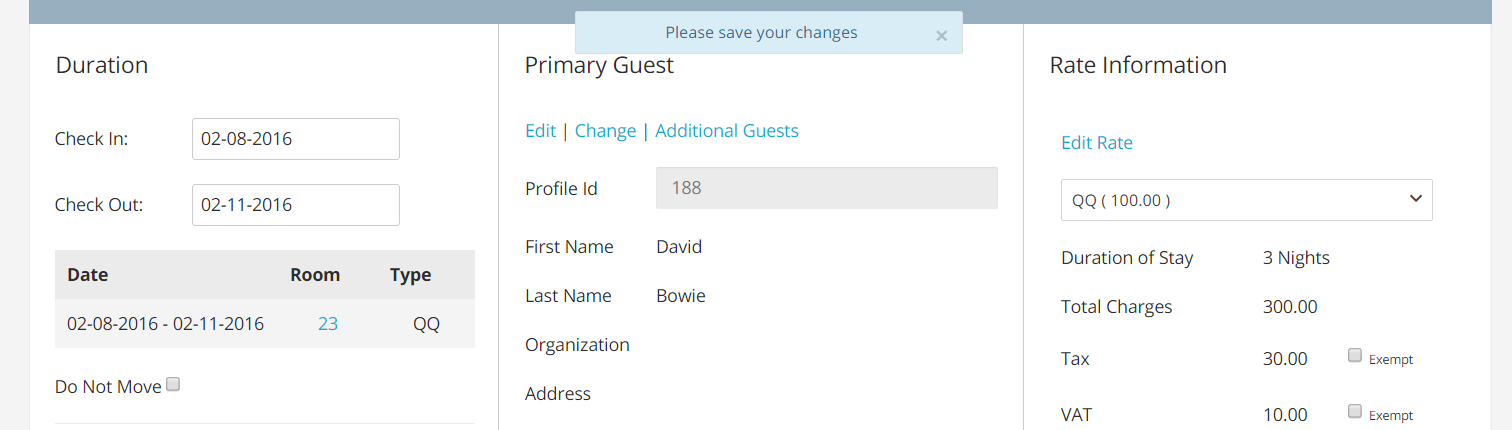 Please save your changes ×
Duration
Check In: 02-08-2016
Check Out: 02-11-2016
Date Room Type
02-08-2016 - 02-11-2016 23 QQ
Do Not Move
Primary Guest
Edit | Change | Additional Guests
Profile Id 188
First Name David
Last Name Bowie
Organization
Address
Rate Information
Edit Rate
QQ ( 100.00 )
Duration of Stay 3 Nights
Total Charges 300.00
Tax 30.00 Exempt
VAT 10.00 Exempt